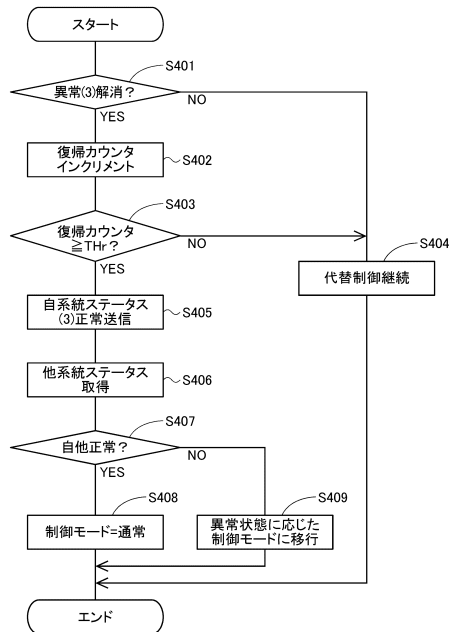 スタート
S401
異常(3)解消？
NO
YES
復帰カウンタ
インクリメント
S402
S403
復帰カウンタ
≧THr？
NO
YES
S404
代替制御継続
自系統ステータス
(3)正常送信
S405
他系統ステータス
取得
S406
S407
自他正常？
NO
YES
S408
制御モード=通常
S409
異常状態に応じた
制御モードに移行
エンド